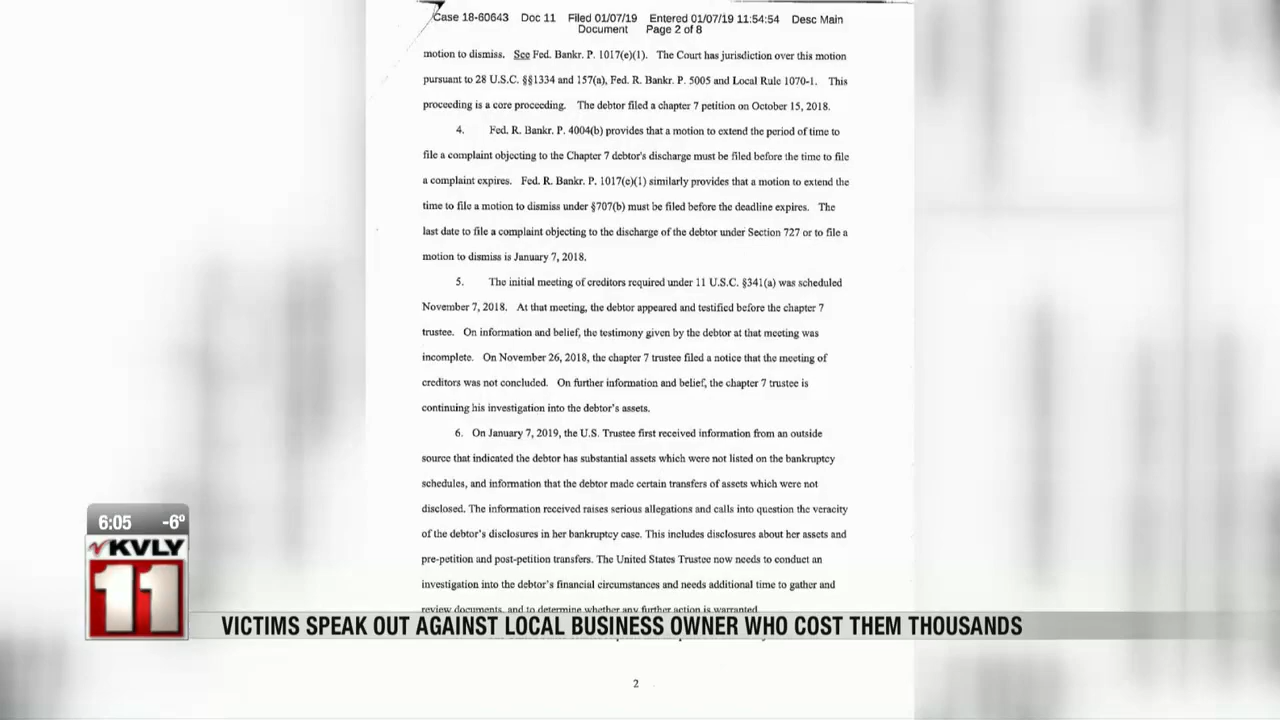 Case 18-60643 Doc 11 Filed 01/07/19 Entered 01/07/19 11:54:54 Desc Main
Document Page 2 of 8
motion to dismiss. See Fed. Bankr. P. 1017(e)(1). The Court has jurisdiction over this motion
pursuant to 28 U.S.C. §§1334 and 157(a), Fed. R. Bankr. P. 5005 and Local Rule 1070-1. This
proceeding is a core proceeding. The debtor filed a chapter 7 petition on October 15, 2018.
4. Fed. R. Bankr. P. 4004(b) provides that a motion to extend the period of time to
file a complaint objecting to the Chapter 7 debtor's discharge must be filed before the time to file
a complaint expires. Fed. R. Bankr. P. 1017(e)(1) similarly provides that a motion to extend the
time to file a motion to dismiss under §707(b) must be filed before the deadline expires. The
last date to file a complaint objecting to the discharge of the debtor under Section 727 or to file a
motion to dismiss is January 7, 2018.
5. The initial meeting of creditors required under 11 U.S.C. §341(a) was scheduled
November 7, 2018. At that meeting, the debtor appeared and testified before the chapter 7
trustee. On information and belief, the testimony given by the debtor at that meeting was
incomplete. On November 26, 2018, the chapter 7 trustee filed a notice that the meeting of
creditors was not concluded. On further information and belief, the chapter 7 trustee is
continuing his investigation into the debtor's assets.
6. On January 7, 2019, the U.S. Trustee first received information from an outside
source that indicated the debtor has substantial assets which were not listed on the bankruptcy
schedules, and information that the debtor made certain transfers of assets which were not
disclosed. The information received raises serious allegations and calls into question the veracity
of the debtor's disclosures in her bankruptcy case. This includes disclosures about her assets and
pre-petition and post-petition transfers. The United States Trustee now needs to conduct an
investigation into the debtor's financial circumstances and needs additional time to gather and
review documents, and to determine whether any further action is warranted.
6:05 -6°
KVLY
11
VICTIMS SPEAK OUT AGAINST LOCAL BUSINESS OWNER WHO COST THEM THOUSANDS
2